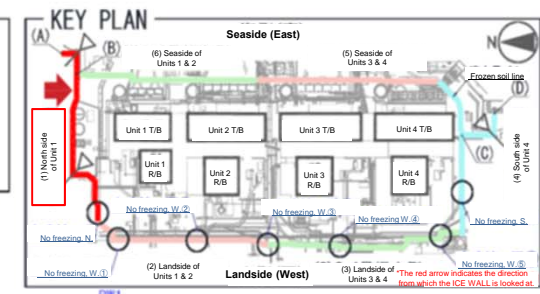 KEY PLAN
Seaside (East)
N
(A)
(B)
(6) Seaside of
Units 1 & 2
(5) Seaside of
Units 3 & 4
Frozen soil line
(D)
(C)
(1) North side
of Unit 1
Unit 1 T/B
Unit 2 T/B
Unit 3 T/B
Unit 4 T/B
(4) South side
of Unit 4
Unit 1
R/B
Unit 2
R/B
Unit 3
R/B
Unit 4
R/B
No freezing, W.②
No freezing, W.③
No freezing W.④
No freezing, S.
No freezing, N.
No freezing, W.①
(2) Landside of
Units 1 & 2
Landside (West)
(3) Landside of
Units 3 & 4
No freezing, W.⑤
*The red arrow indicates the direction
from which the ICE WALL is looked at.